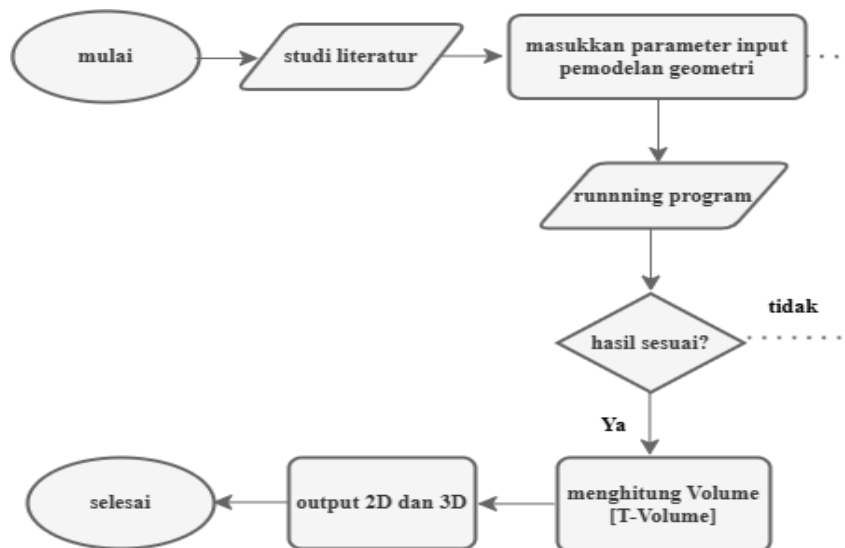 mulai
studi literatur
masukkan parameter input
pemodelan geometri
runnning program
hasil sesuai?
tidak
Ya
menghitung Volume
[T-Volume]
output 2D dan 3D
selesai